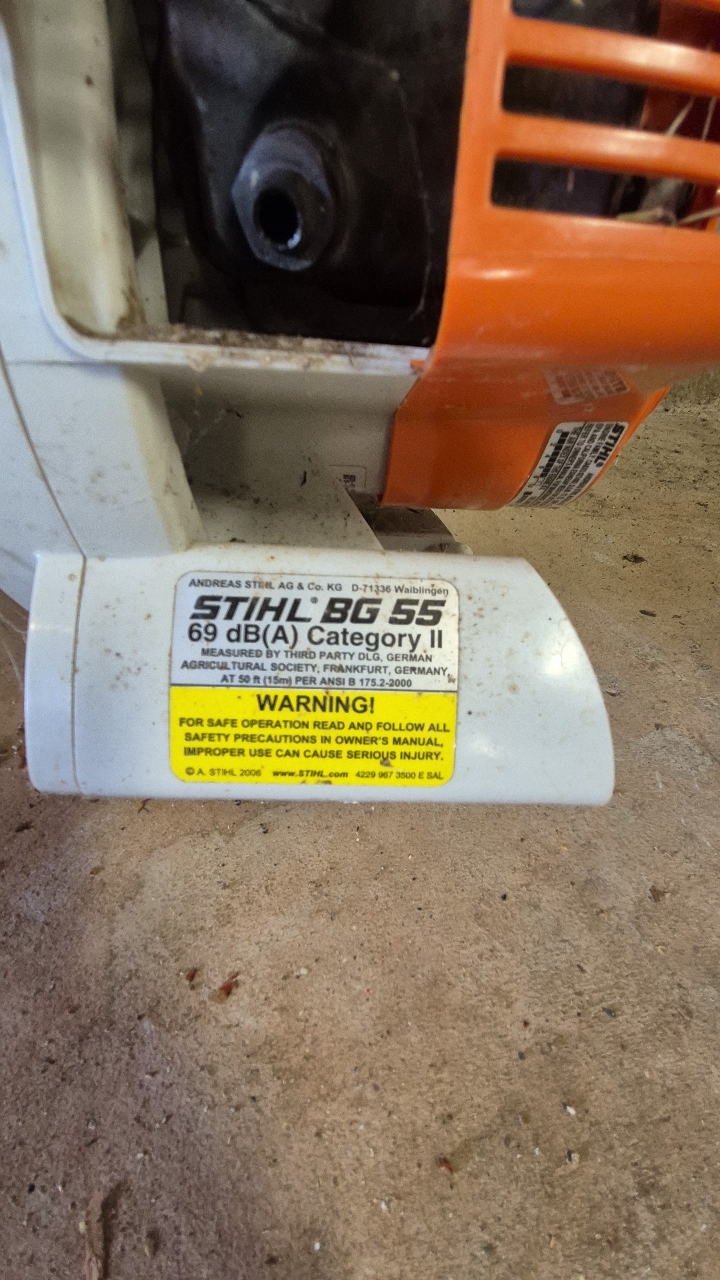 STIHL
ANDREAS STIHL AG & Co. KG D-71336 Waiblingen
STIHL® BG 55
69 dB(A) Category II
MEASURED BY THIRD PARTY DLG, GERMAN
AGRICULTURAL SOCIETY, FRANKFURT, GERMANY,
AT 50 ft (15m) PER ANSI B 175.2-2000
WARNING!
FOR SAFE OPERATION READ AND FOLLOW ALL
SAFETY PRECAUTIONS IN OWNER'S MANUAL,
IMPROPER USE CAN CAUSE SERIOUS INJURY.
© A. STIHL 2006 www.STIHL.com 4229 967 3500 E SAL